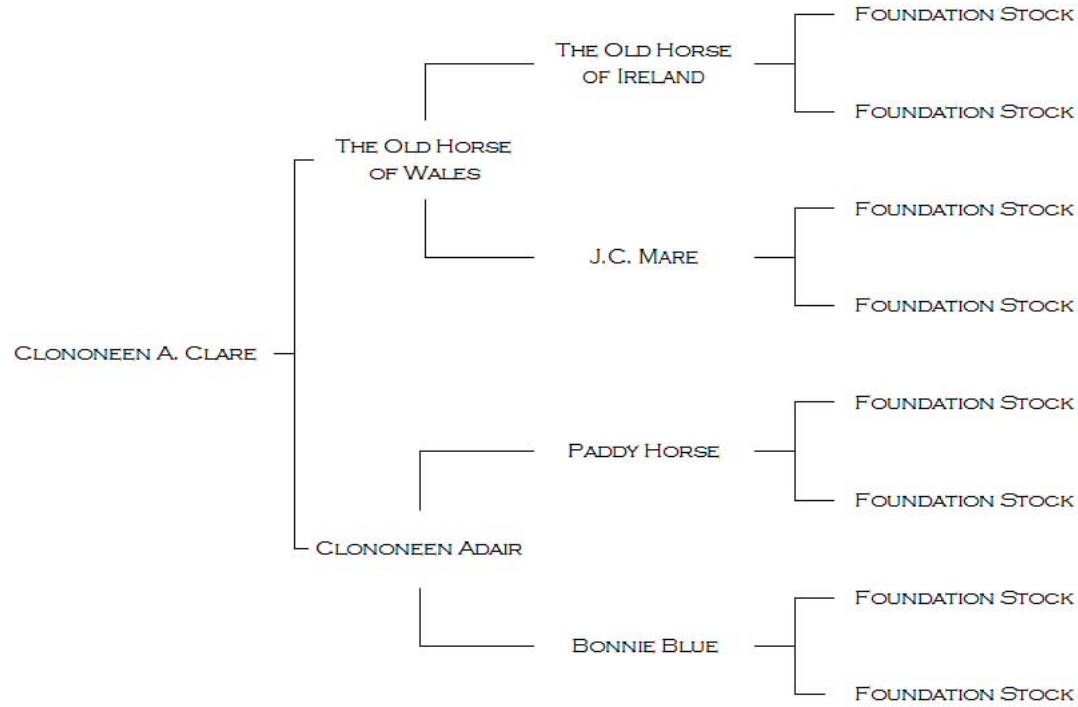 Foundation Stock
The Old Horse
of Ireland
Foundation Stock
The Old Horse
of Wales
Foundation Stock
J.C. Mare
Foundation Stock
Clononeen A. Clare
Foundation Stock
Paddy Horse
Foundation Stock
Clononeen Adair
Foundation Stock
Bonnie Blue
Foundation Stock